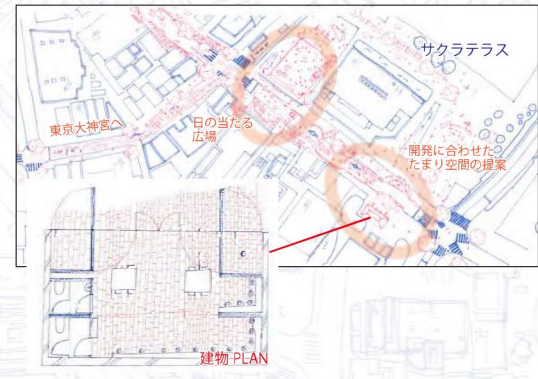 サクラテラス
東京大神宮へ
日の当たる
広場
開発に合わせた
たまり空間の提案
建物 PLAN